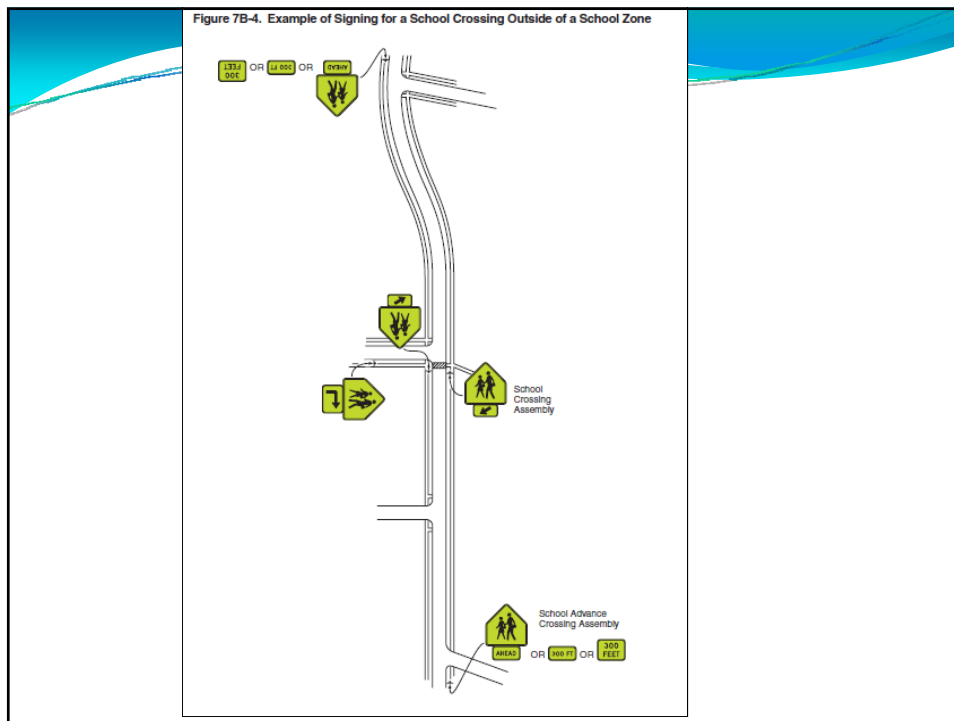 Figure 7B-4. Example of Signing for a School Crossing Outside of a School Zone
300 FEET OR 300 FT OR AHEAD
School
Crossing
Assembly
School Advance
Crossing Assembly
AHEAD OR 300 FT OR 300 FEET